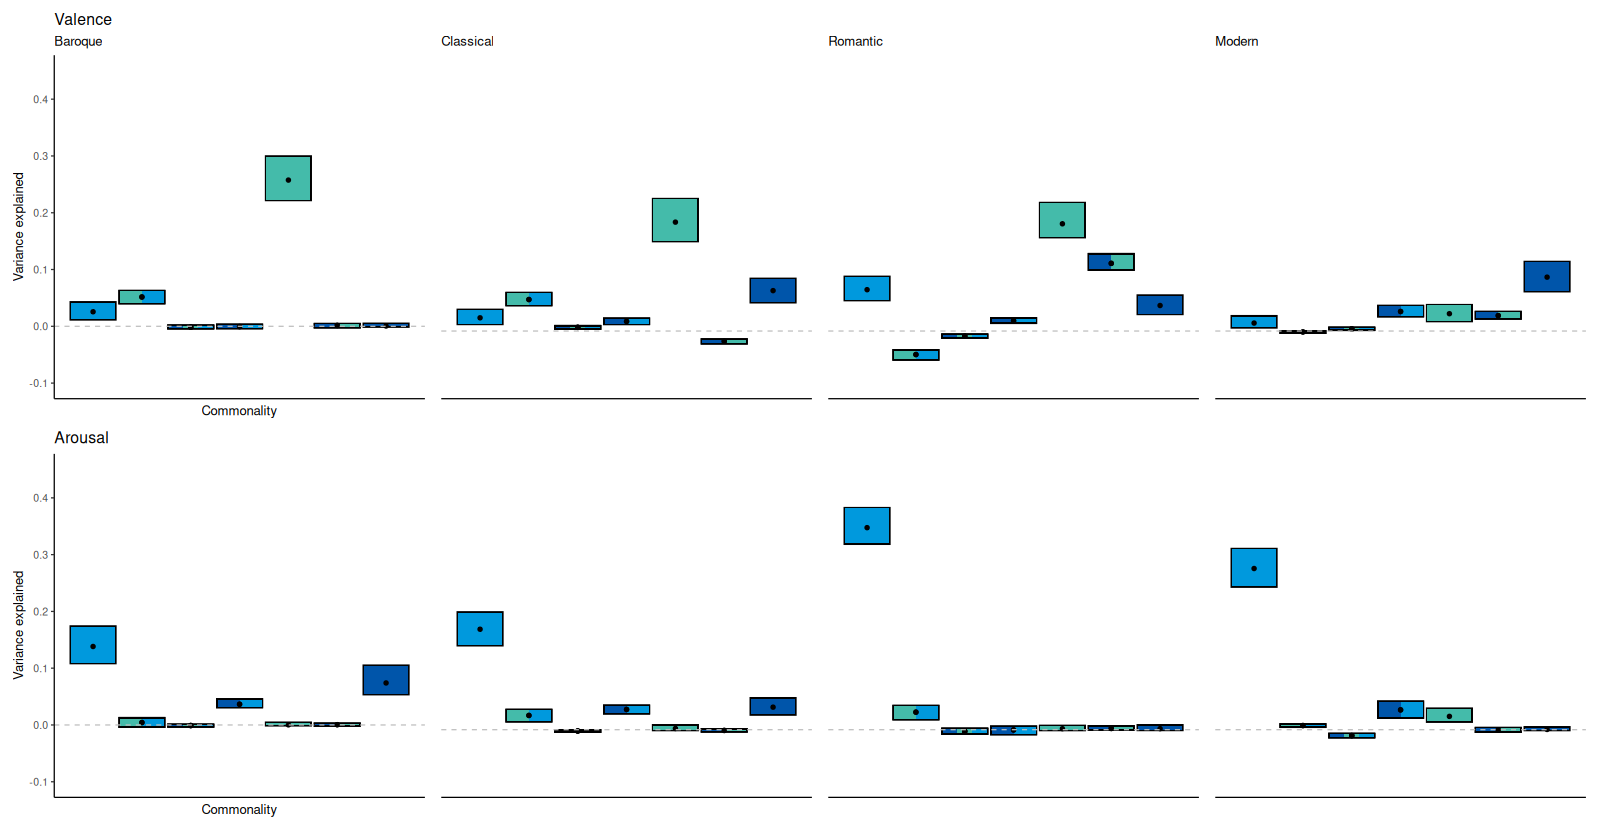 Valence
Baroque Classical Romantic Modern
Variance explained
0.4
0.3
0.2
0.1
0.0
-0.1
Commonality
Arousal
Variance explained
0.4
0.3
0.2
0.1
0.0
-0.1
Commonality